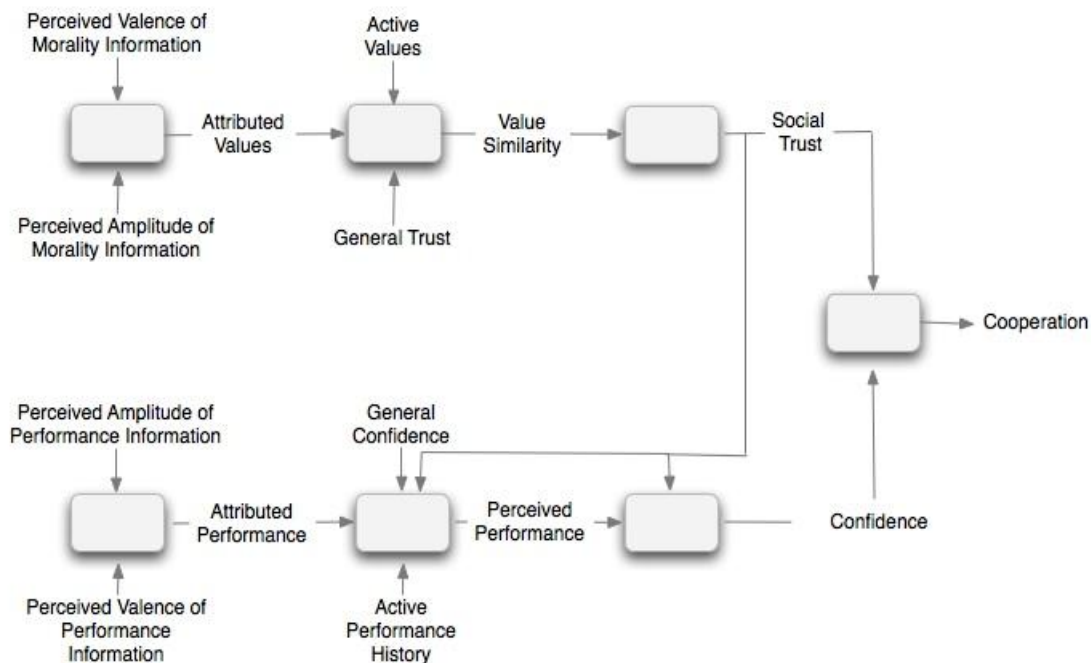 Perceived Valence of
Morality Information
Active
Values
Attributed
Values
Value
Similarity
Social
Trust
Perceived Amplitude of
Morality Information
General Trust
Cooperation
Perceived Amplitude of
Performance Information
General
Confidence
Attributed
Performance
Perceived
Performance
Confidence
Perceived Valence of
Performance
Information
Active
Performance
History